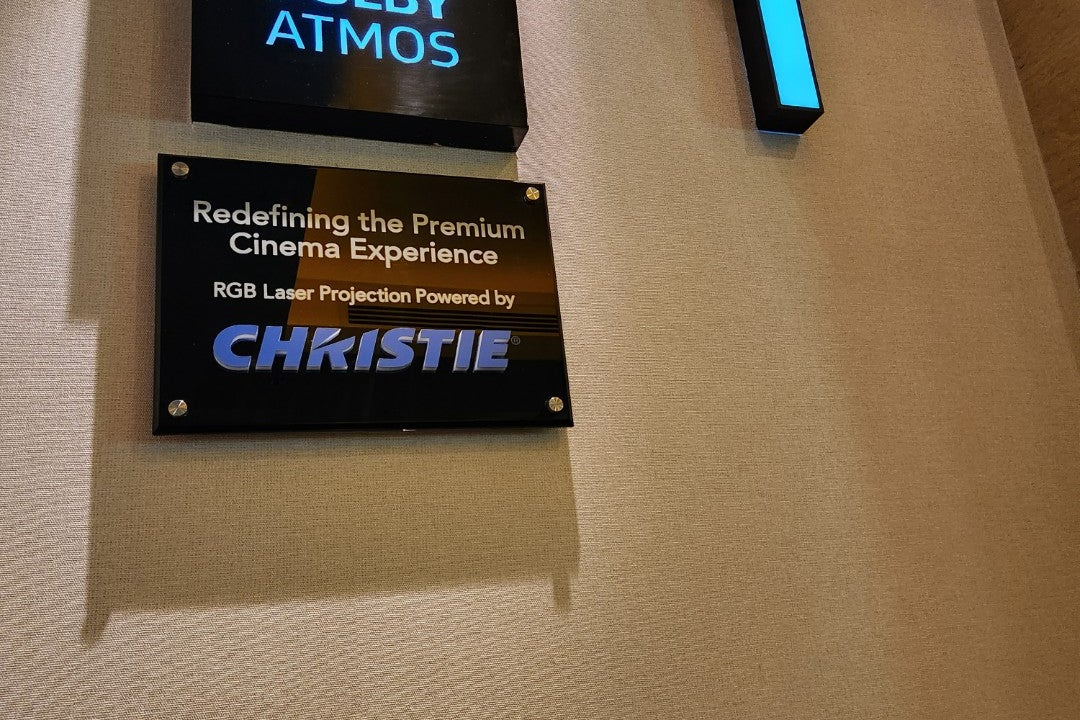 ATMOS
Redefining the Premium
Cinema Experience
RGB Laser Projection Powered by
CHRISTIE®